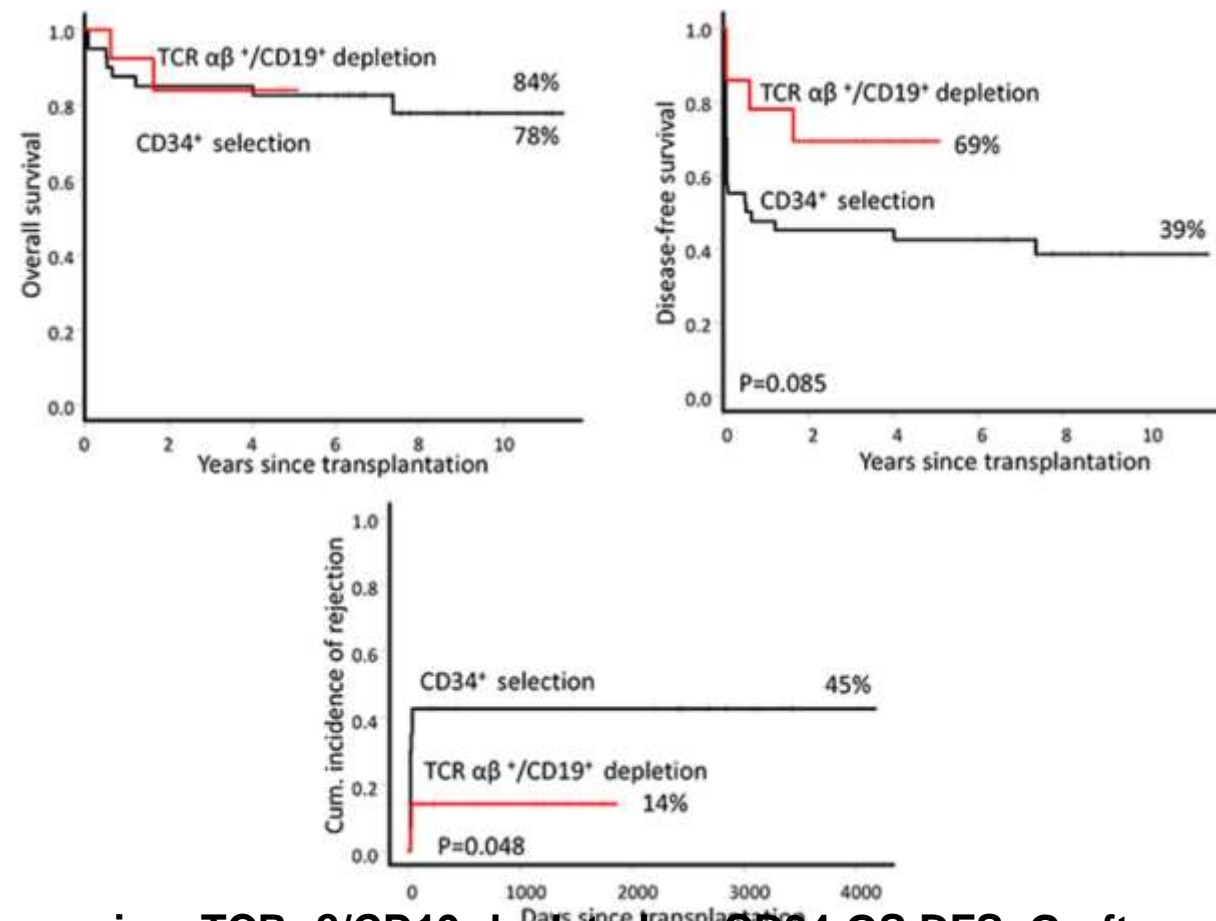 1.0
0.8
0.6
0.4
0.2
0.0
Overall survival
TCR αβ ⁺/CD19⁺ depletion
84%
CD34⁺ selection
78%
0 2 4 6 8 10
Years since transplantation
1.0
0.8
0.6
0.4
0.2
0.0
Disease-free survival
TCR αβ ⁺/CD19⁺ depletion
69%
CD34⁺ selection
39%
P=0.085
0 2 4 6 8 10
Years since transplantation
1.0
0.8
0.6
0.4
0.2
0.0
Cum. incidence of rejection
CD34⁺ selection
45%
TCR αβ ⁺/CD19⁺ depletion
14%
P=0.048
0 1000 2000 3000 4000
Days since transplantation